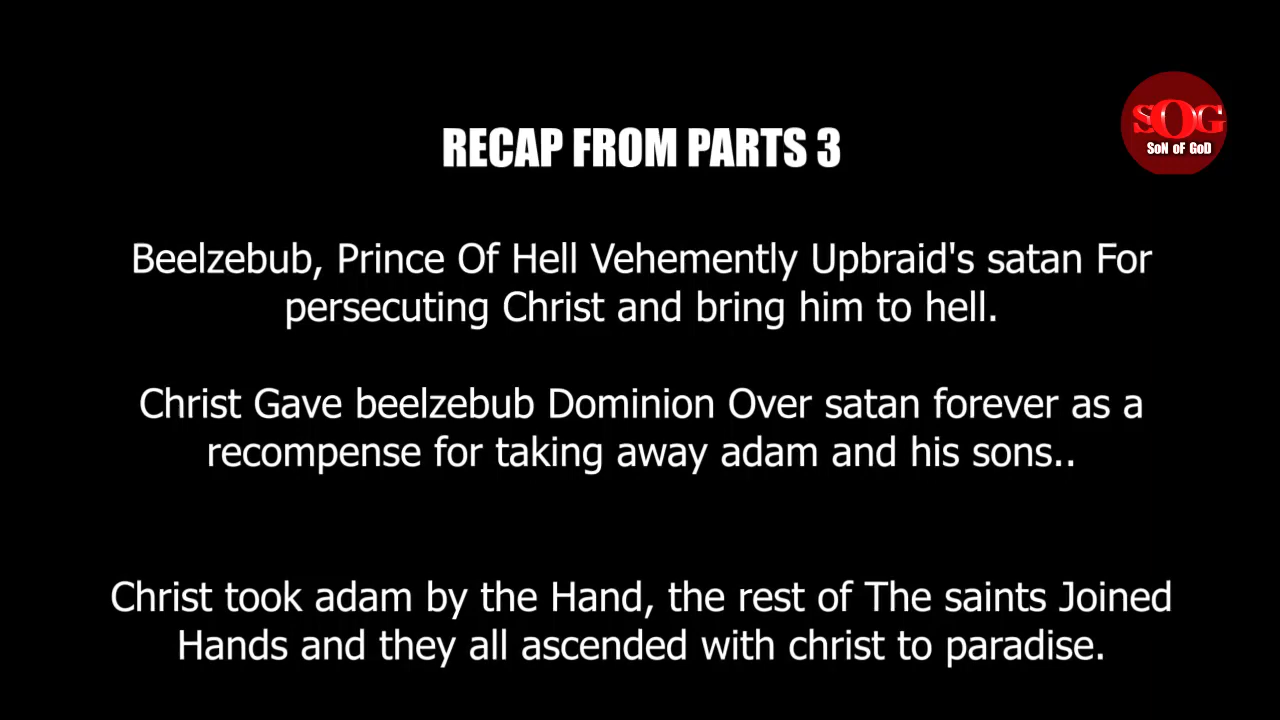 SOG
SoN oF GoD
RECAP FROM PARTS 3
Beelzebub, Prince Of Hell Vehemently Upbraid's satan For
persecuting Christ and bring him to hell.
Christ Gave beelzebub Dominion Over satan forever as a
recompense for taking away adam and his sons..
Christ took adam by the Hand, the rest of The saints Joined
Hands and they all ascended with christ to paradise.